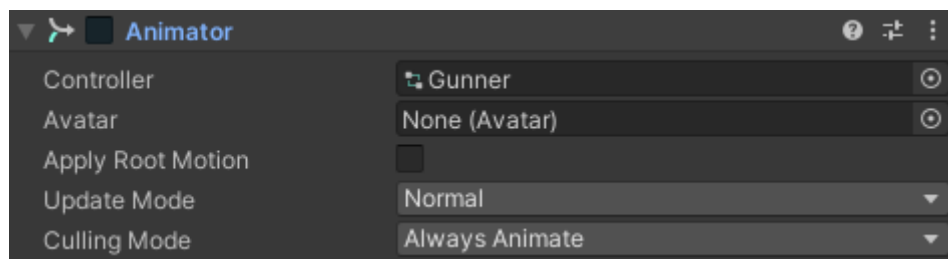 Animator
Controller Gunner
Avatar None (Avatar)
Apply Root Motion
Update Mode Normal
Culling Mode Always Animate